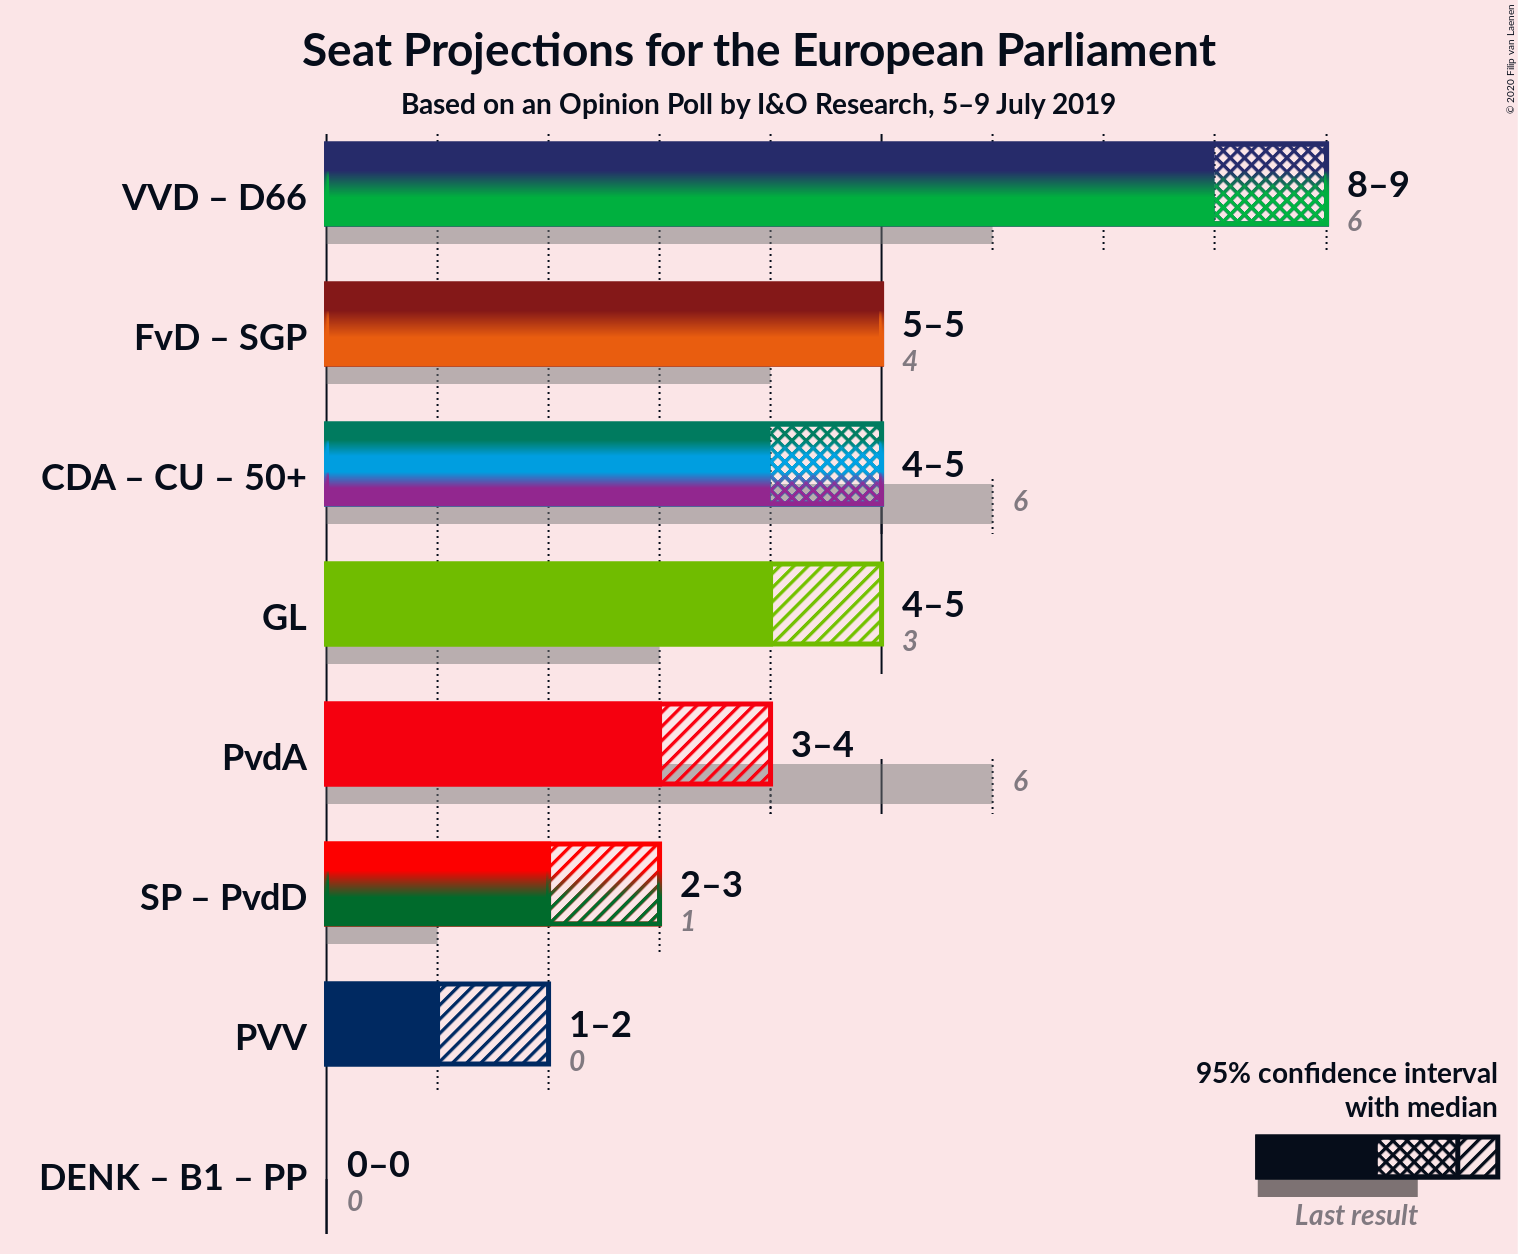 Seat Projections for the European Parliament
Based on an Opinion Poll by I&O Research, 5–9 July 2019
© 2020 Filip van Laenen
VVD – D66
8–9
6
FvD – SGP
5–5
4
CDA – CU – 50+
4–5
6
GL
4–5
3
PvdA
3–4
6
SP – PvdD
2–3
1
PVV
1–2
0
DENK – B1 – PP
0–0
0
95% confidence interval
with median
Last result